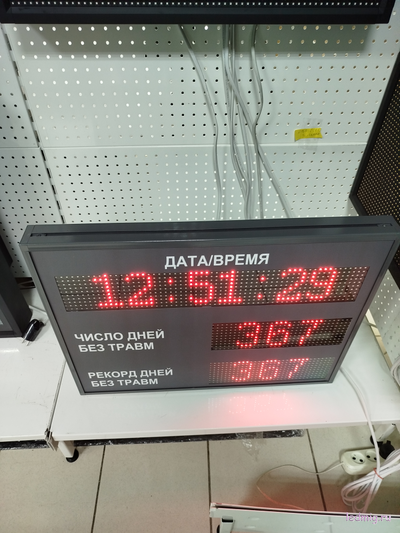 ДАТА/ВРЕМЯ
12:51:29
ЧИСЛО ДНЕЙ
БЕЗ ТРАВМ
367
РЕКОРД ДНЕЙ
БЕЗ ТРАВМ
367